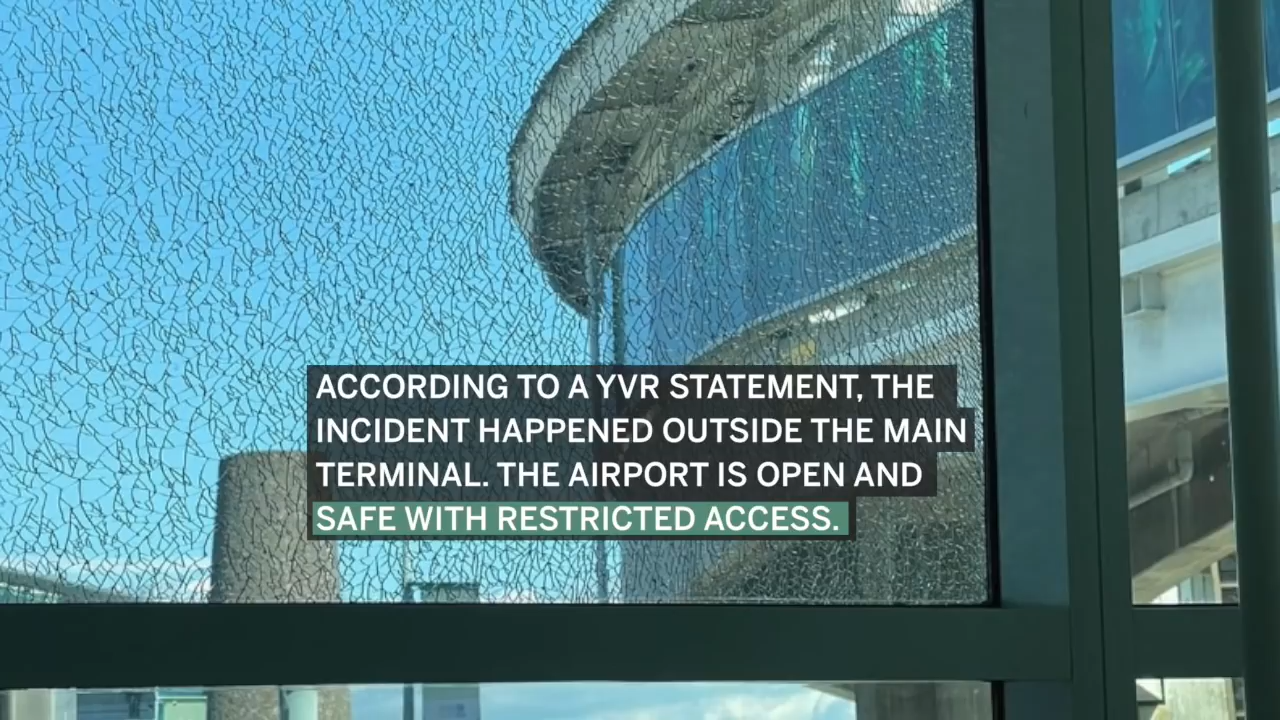 ACCORDING TO A YVR STATEMENT, THE
INCIDENT HAPPENED OUTSIDE THE MAIN
TERMINAL. THE AIRPORT IS OPEN AND
SAFE WITH RESTRICTED ACCESS.